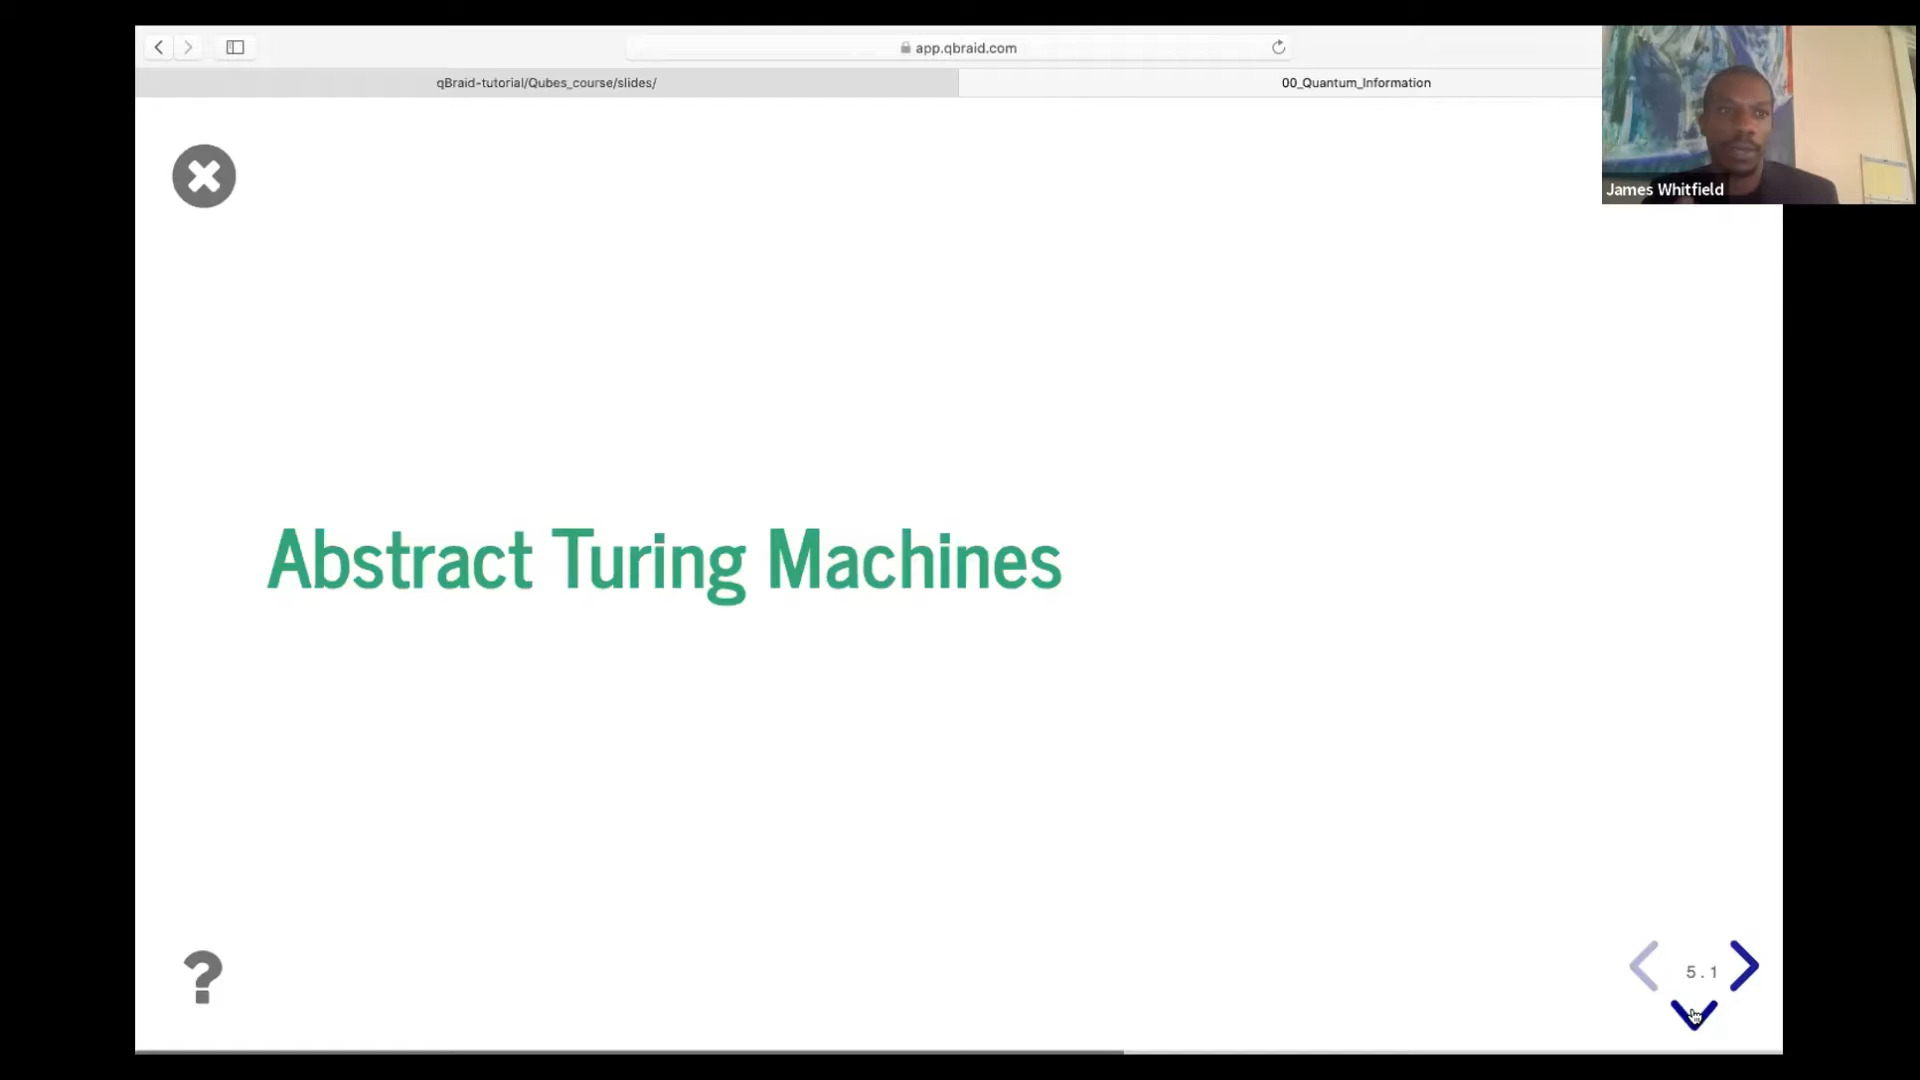 app.qbraid.com
qBraid-tutorial/Qubes_course/slides/
00_Quantum_Information
James Whitfield
Abstract Turing Machines
?
5.1